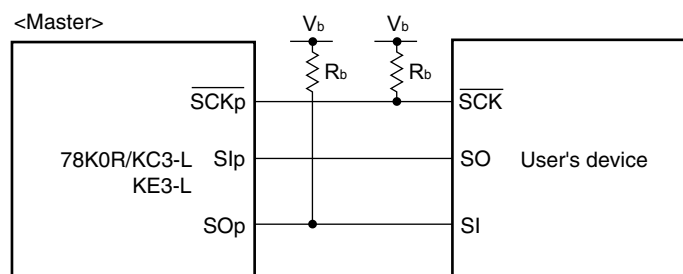 <Master>
Vb Vb
Rb Rb
SCKp SCK
78K0R/KC3-L SIp SO User's device
KE3-L
SOp SI